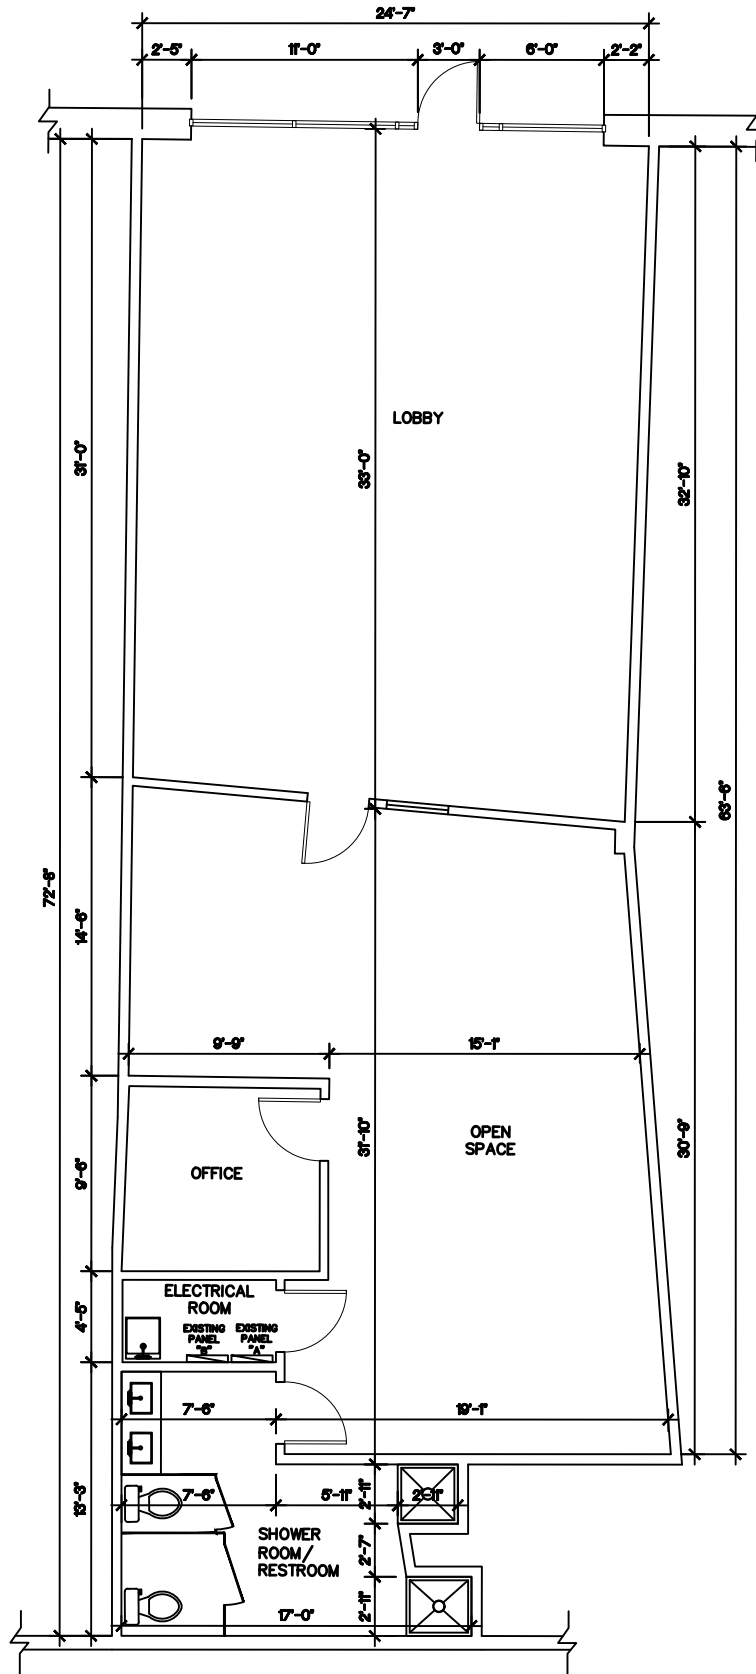 24'-7"
2'-5"
11'-0"
3'-0"
6'-0"
2'-2"
LOBBY
31'-0"
33'-0"
32'-10"
63'-6"
72'-8"
14'-6"
9'-9"
15'-1"
OPEN
SPACE
31'-10"
30'-9"
OFFICE
9'-6"
ELECTRICAL
ROOM
EXISTING
PANEL
"B"
EXISTING
PANEL
"A"
4'-5"
7'-6"
19'-1"
13'-3"
7'-6"
5'-11"
2'-11"
2'-11"
SHOWER
ROOM/
RESTROOM
2'-7"
2'-11"
17'-0"